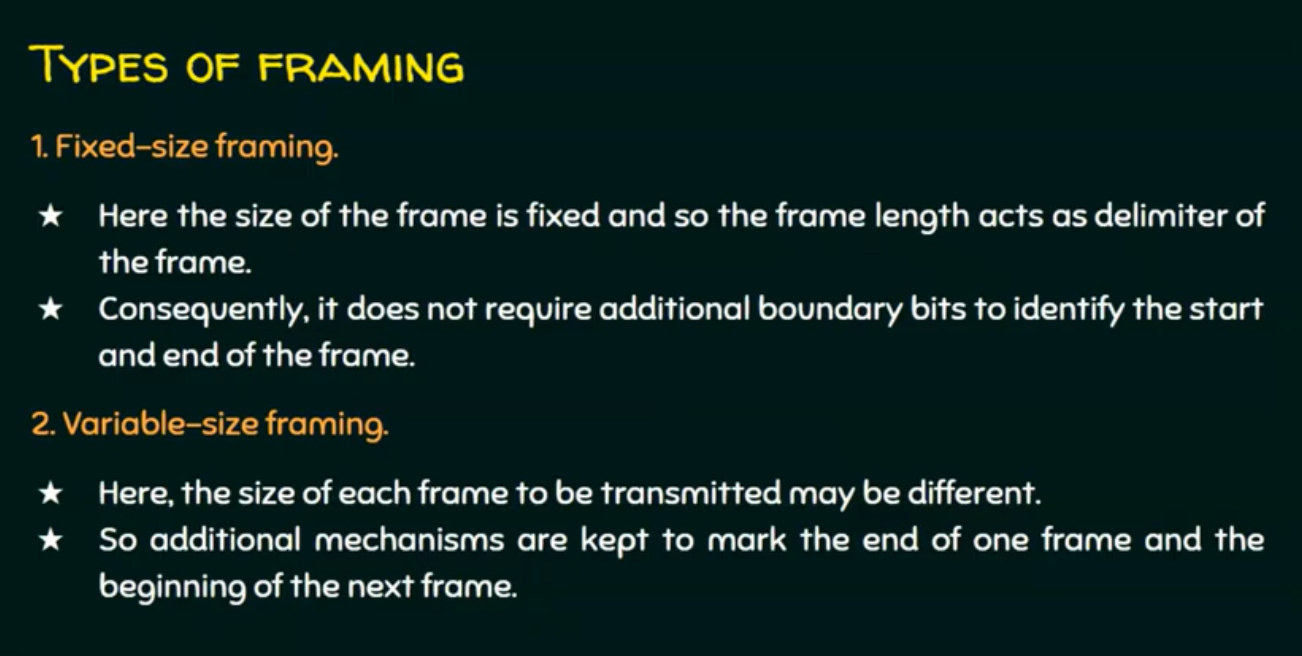 TYPES OF FRAMING
1. Fixed-size framing.
★ Here the size of the frame is fixed and so the frame length acts as delimiter of
the frame.
★ Consequently, it does not require additional boundary bits to identify the start
and end of the frame.
2. Variable-size framing.
★ Here, the size of each frame to be transmitted may be different.
★ So additional mechanisms are kept to mark the end of one frame and the
beginning of the next frame.